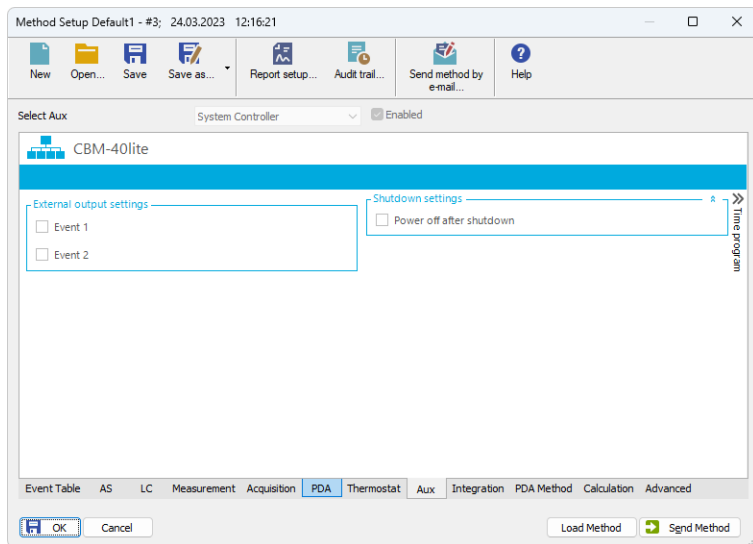 Method Setup Default1 - #3;  24.03.2023  12:16:21
New Open... Save Save as... Report setup... Audit trail... Send method by e-mail... Help
Select Aux System Controller Enabled
CBM-40lite
External output settings
Event 1
Event 2
Shutdown settings
Power off after shutdown
Time program
Event Table AS LC Measurement Acquisition PDA Thermostat Aux Integration PDA Method Calculation Advanced
OK Cancel Load Method Send Method